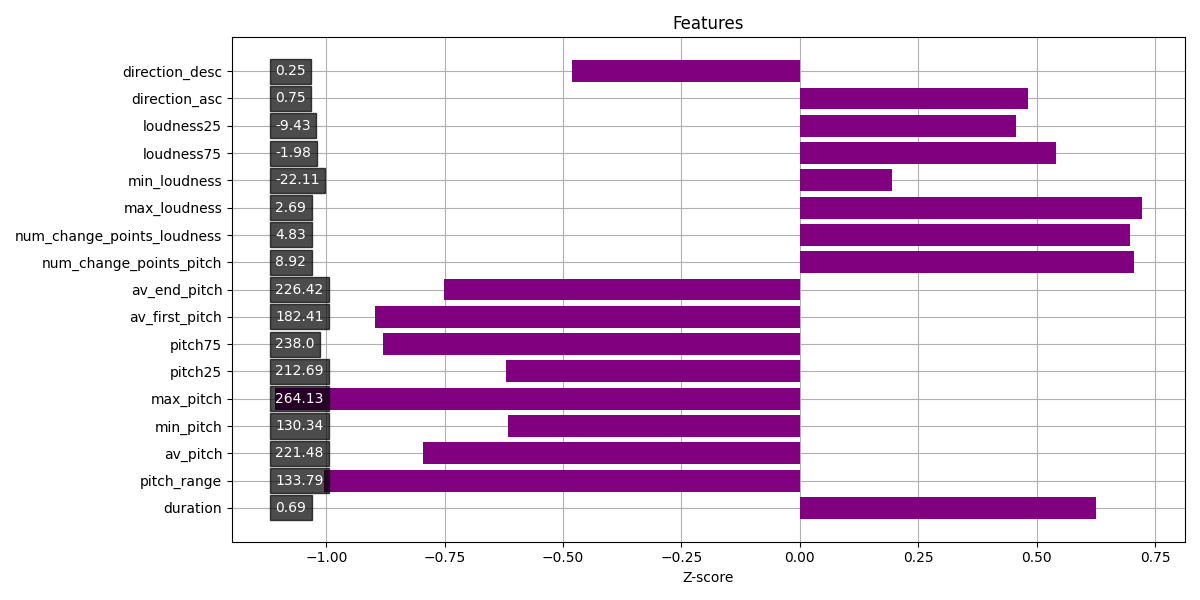 Features
direction_desc 0.25
direction_asc 0.75
loudness25 -9.43
loudness75 -1.98
min_loudness -22.11
max_loudness 2.69
num_change_points_loudness 4.83
num_change_points_pitch 8.92
av_end_pitch 226.42
av_first_pitch 182.41
pitch75 238.0
pitch25 212.69
max_pitch 264.13
min_pitch 130.34
av_pitch 221.48
pitch_range 133.79
duration 0.69
−1.00 −0.75 −0.50 −0.25 0.00 0.25 0.50 0.75
Z-score